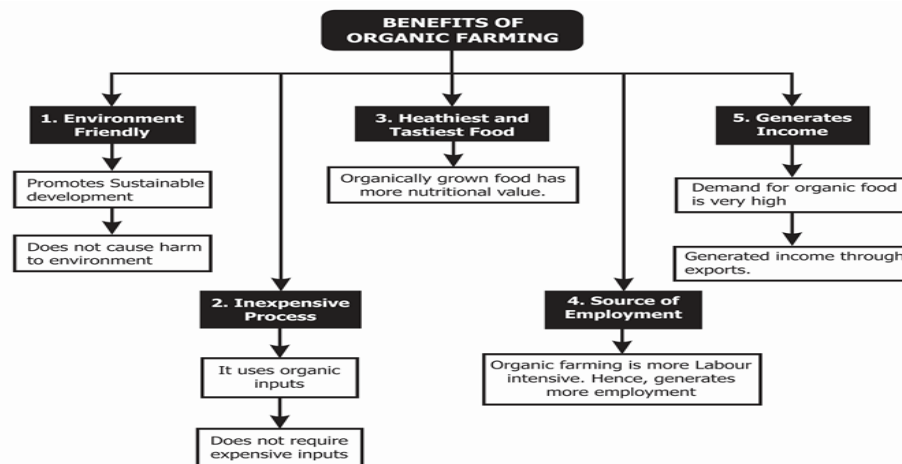 BENEFITS OF
ORGANIC FARMING
1. Environment
Friendly
Promotes Sustainable
development
Does not cause harm
to environment
2. Inexpensive
Process
It uses organic
inputs
Does not require
expensive inputs
3. Heathiest and
Tastiest Food
Organically grown food has
more nutritional value.
4. Source of
Employment
Organic farming is more Labour
intensive. Hence, generates
more employment
5. Generates
Income
Demand for organic food
is very high
Generated income through
exports.